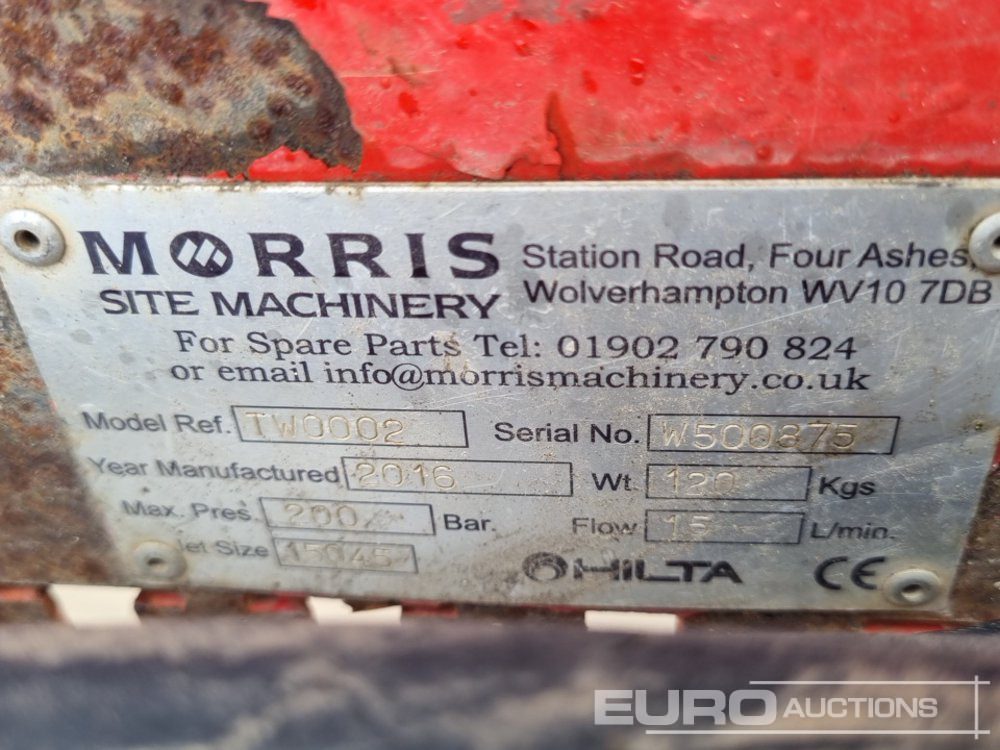 MORRIS
SITE MACHINERY
Station Road, Four Ashes,
Wolverhampton WV10 7DB
For Spare Parts Tel: 01902 790 824
or email info@morrismachinery.co.uk
Model Ref. TW0002 Serial No. W500875
Year Manufactured 2016 Wt. 120 Kgs
Max. Pres. 200 Bar. Flow 15 L/min.
Jet Size 15045
HILTA CE
EURO AUCTIONS